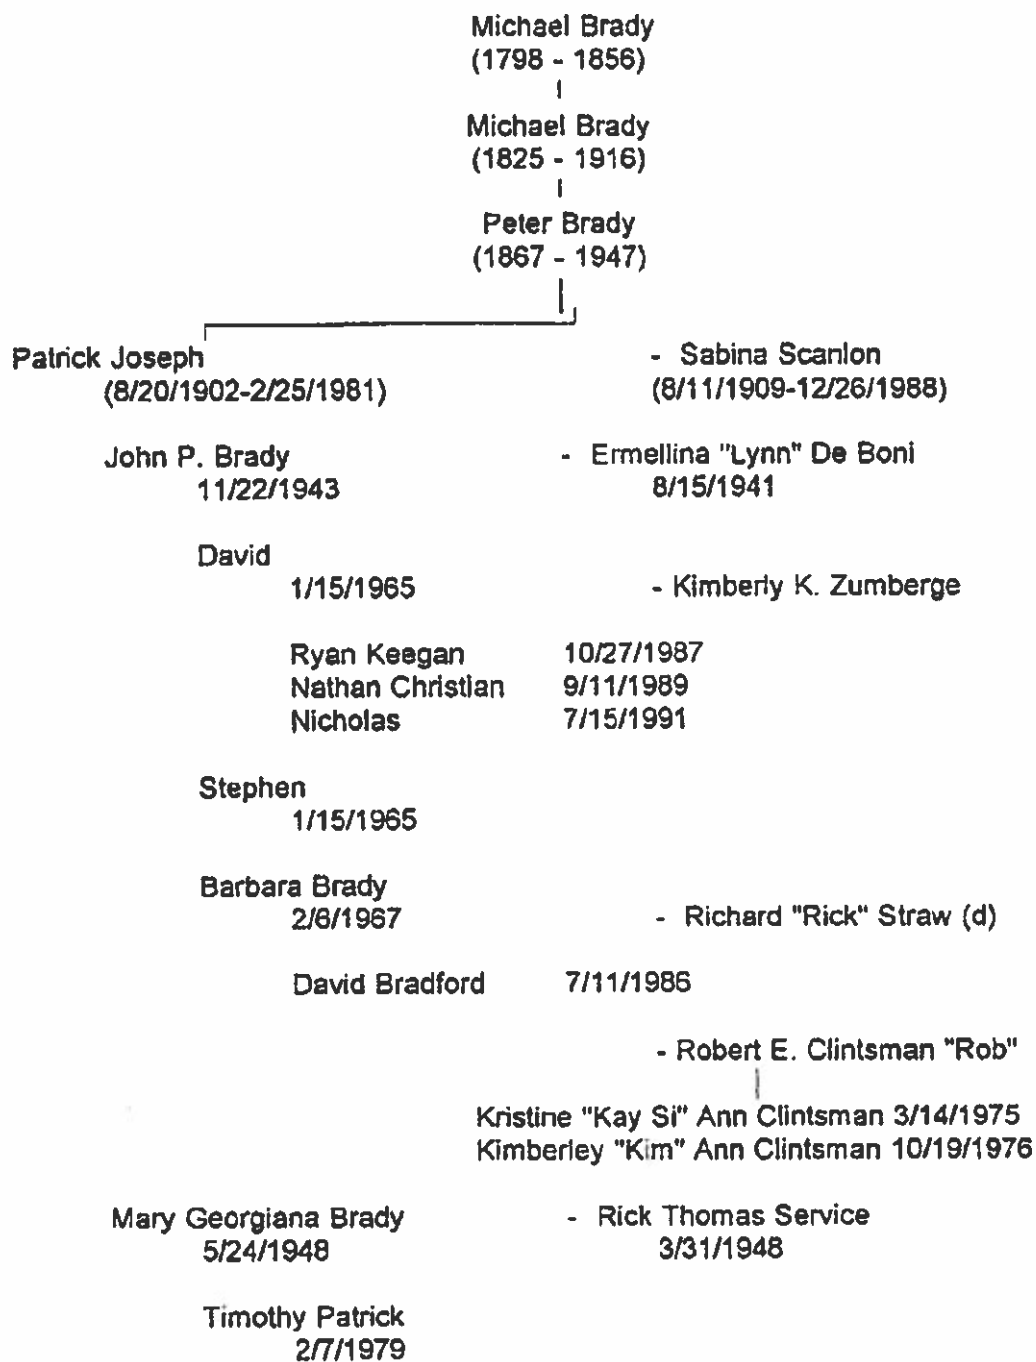 Michael Brady
(1798 - 1856)
Michael Brady
(1825 - 1916)
Peter Brady
(1867 - 1947)
Patrick Joseph - Sabina Scanlon
(8/20/1902-2/25/1981) (8/11/1909-12/26/1988)
John P. Brady - Ermellina "Lynn" De Boni
11/22/1943 8/15/1941
David
1/15/1965 - Kimberly K. Zumberge
Ryan Keegan 10/27/1987
Nathan Christian 9/11/1989
Nicholas 7/15/1991
Stephen
1/15/1965
Barbara Brady
2/6/1967 - Richard "Rick" Straw (d)
David Bradford 7/11/1986
- Robert E. Clintsman "Rob"
Kristine "Kay Si" Ann Clintsman 3/14/1975
Kimberley "Kim" Ann Clintsman 10/19/1976
Mary Georgiana Brady - Rick Thomas Service
5/24/1948 3/31/1948
Timothy Patrick
2/7/1979